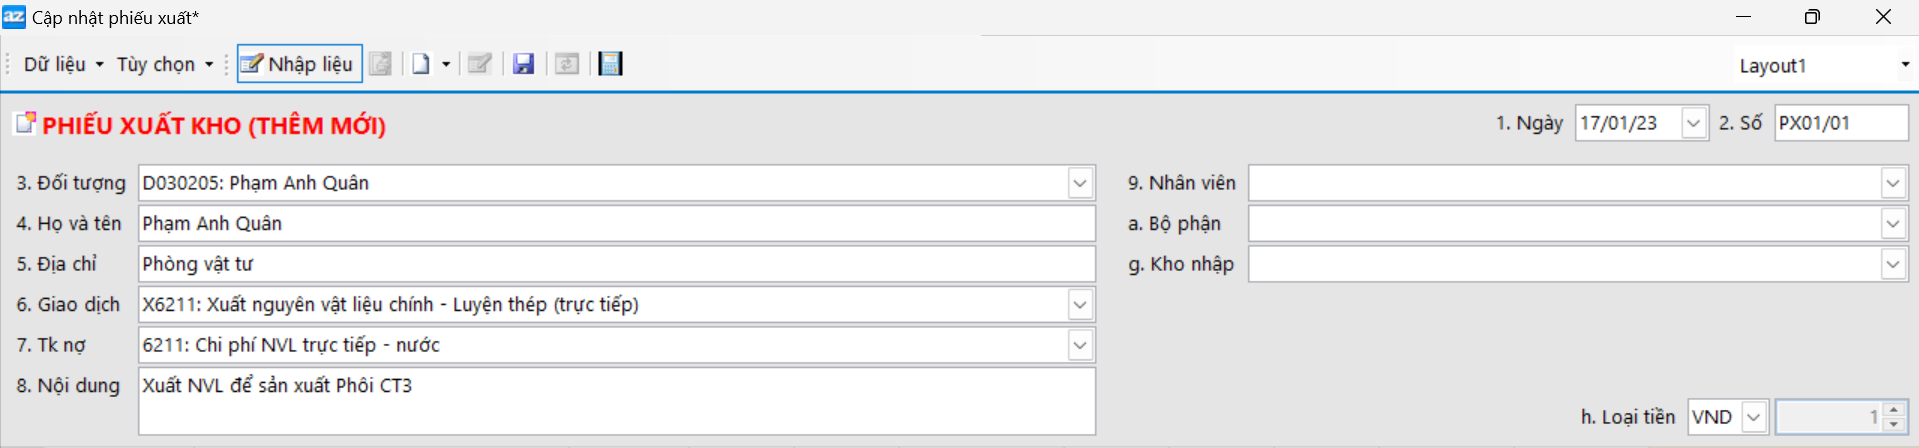 az Cập nhật phiếu xuất*
Dữ liệu Tùy chọn Nhập liệu Layout1
PHIẾU XUẤT KHO (THÊM MỚI) 1. Ngày 17/01/23 2. Số PX01/01
3. Đối tượng D030205: Phạm Anh Quân 9. Nhân viên
4. Họ và tên Phạm Anh Quân a. Bộ phận
5. Địa chỉ Phòng vật tư g. Kho nhập
6. Giao dịch X6211: Xuất nguyên vật liệu chính - Luyện thép (trực tiếp)
7. Tk nợ 6211: Chi phí NVL trực tiếp - nước
8. Nội dung Xuất NVL để sản xuất Phôi CT3
h. Loại tiền VND 1